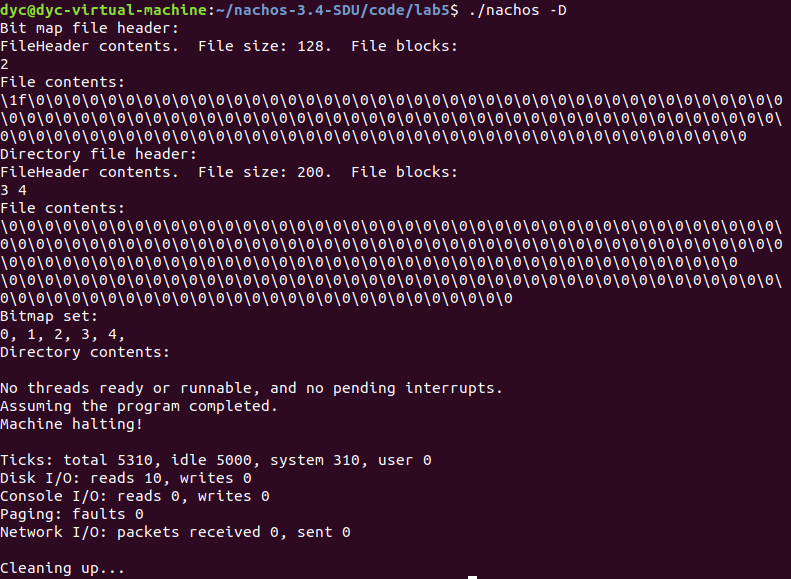 dyc@dyc-virtual-machine:~/nachos-3.4-SDU/code/lab5$ ./nachos -D
Bit map file header:
FileHeader contents.  File size: 128.  File blocks:
2
File contents:
\1f\0\0\0\0\0\0\0\0\0\0\0\0\0\0\0\0\0\0\0\0\0\0\0\0\0\0\0\0\0\0\0\0\0\0\0\0\0\0\0\0\0\0
\0\0\0\0\0\0\0\0\0\0\0\0\0\0\0\0\0\0\0\0\0\0\0\0\0\0\0\0\0\0\0\0\0\0\0\0\0\0\0\0\0\0\0\
0\0\0\0\0\0\0\0\0\0\0\0\0\0\0\0\0\0\0\0\0\0\0\0\0\0\0\0\0\0\0\0\0\0\0\0\0\0\0\0\0\0
Directory file header:
FileHeader contents.  File size: 200.  File blocks:
3 4
File contents:
\0\0\0\0\0\0\0\0\0\0\0\0\0\0\0\0\0\0\0\0\0\0\0\0\0\0\0\0\0\0\0\0\0\0\0\0\0\0\0\0\0\0\0\
0\0\0\0\0\0\0\0\0\0\0\0\0\0\0\0\0\0\0\0\0\0\0\0\0\0\0\0\0\0\0\0\0\0\0\0\0\0\0\0\0\0\0\0
\0\0\0\0\0\0\0\0\0\0\0\0\0\0\0\0\0\0\0\0\0\0\0\0\0\0\0\0\0\0\0\0\0\0\0\0\0\0\0\0\0
\0\0\0\0\0\0\0\0\0\0\0\0\0\0\0\0\0\0\0\0\0\0\0\0\0\0\0\0\0\0\0\0\0\0\0\0\0\0\0\0\0\0\0\
0\0\0\0\0\0\0\0\0\0\0\0\0\0\0\0\0\0\0\0\0\0\0\0\0\0\0\0\0
Bitmap set:
0, 1, 2, 3, 4,
Directory contents:
No threads ready or runnable, and no pending interrupts.
Assuming the program completed.
Machine halting!
Ticks: total 5310, idle 5000, system 310, user 0
Disk I/O: reads 10, writes 0
Console I/O: reads 0, writes 0
Paging: faults 0
Network I/O: packets received 0, sent 0
Cleaning up...